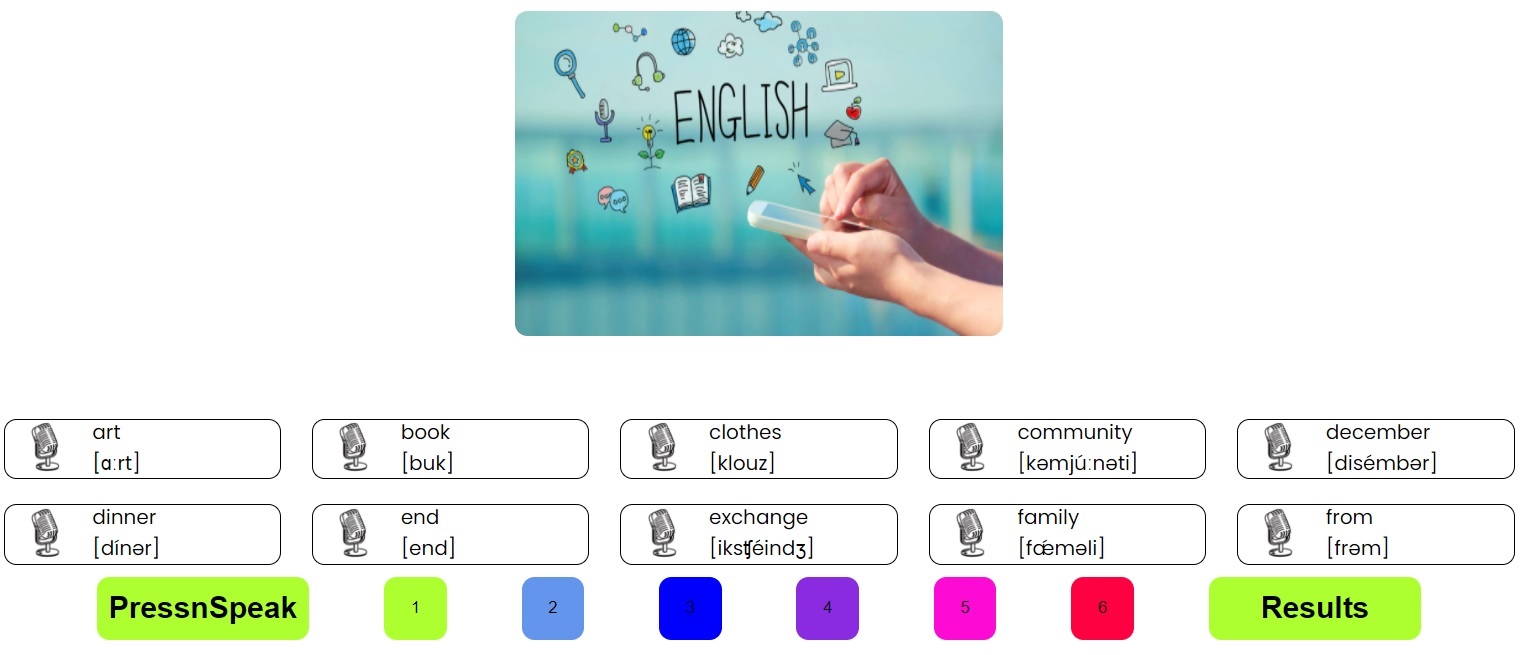 ENGLISH
art
[ɑːrt]
book
[buk]
clothes
[klouz]
community
[kəmjúːnəti]
december
[disémbər]
dinner
[dínər]
end
[end]
exchange
[ikstʃéindʒ]
family
[fǽməli]
from
[frəm]
PressnSpeak
1
2
3
4
5
6
Results